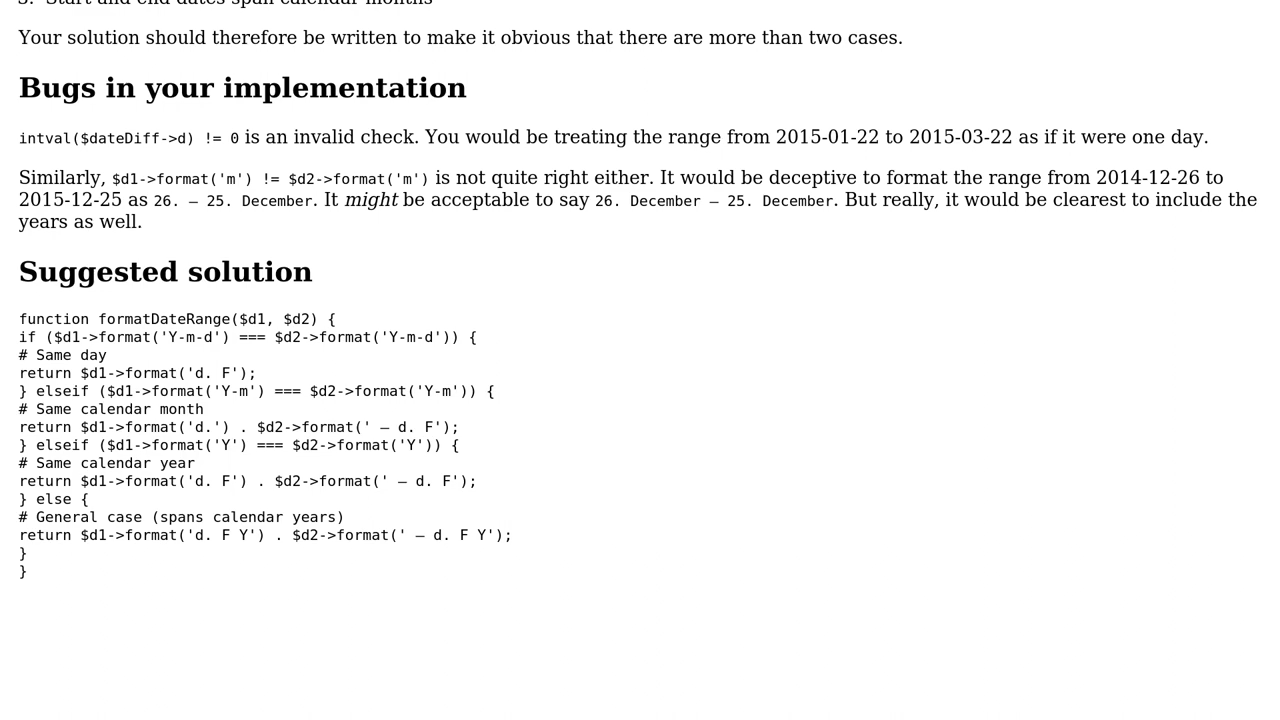 3. Start and end dates span calendar months
Your solution should therefore be written to make it obvious that there are more than two cases.
Bugs in your implementation
intval($dateDiff->d) != 0 is an invalid check. You would be treating the range from 2015-01-22 to 2015-03-22 as if it were one day.
Similarly, $d1->format('m') != $d2->format('m') is not quite right either. It would be deceptive to format the range from 2014-12-26 to
2015-12-25 as 26. – 25. December. It might be acceptable to say 26. December – 25. December. But really, it would be clearest to include the
years as well.
Suggested solution
function formatDateRange($d1, $d2) {
if ($d1->format('Y-m-d') === $d2->format('Y-m-d')) {
# Same day
return $d1->format('d. F');
} elseif ($d1->format('Y-m') === $d2->format('Y-m')) {
# Same calendar month
return $d1->format('d.') . $d2->format(' – d. F');
} elseif ($d1->format('Y') === $d2->format('Y')) {
# Same calendar year
return $d1->format('d. F') . $d2->format(' – d. F');
} else {
# General case (spans calendar years)
return $d1->format('d. F Y') . $d2->format(' – d. F Y');
}
}